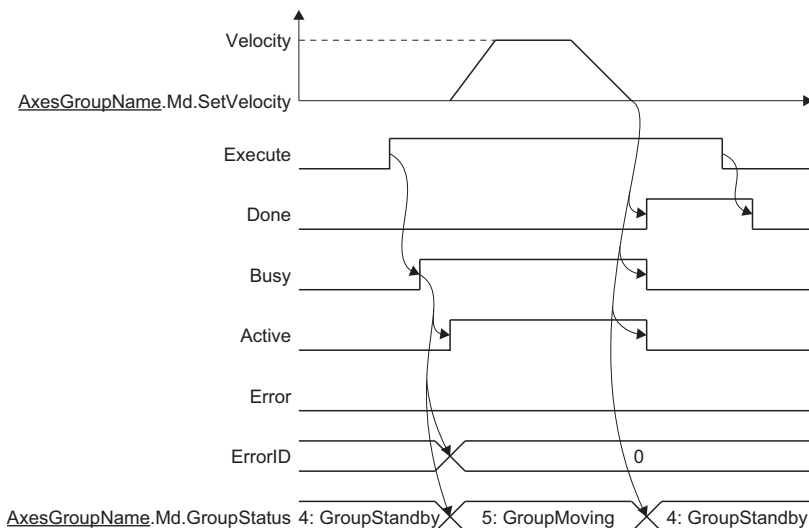 Velocity
AxesGroupName.Md.SetVelocity
Execute
Done
Busy
Active
Error
ErrorID 0
AxesGroupName.Md.GroupStatus 4: GroupStandby 5: GroupMoving 4: GroupStandby